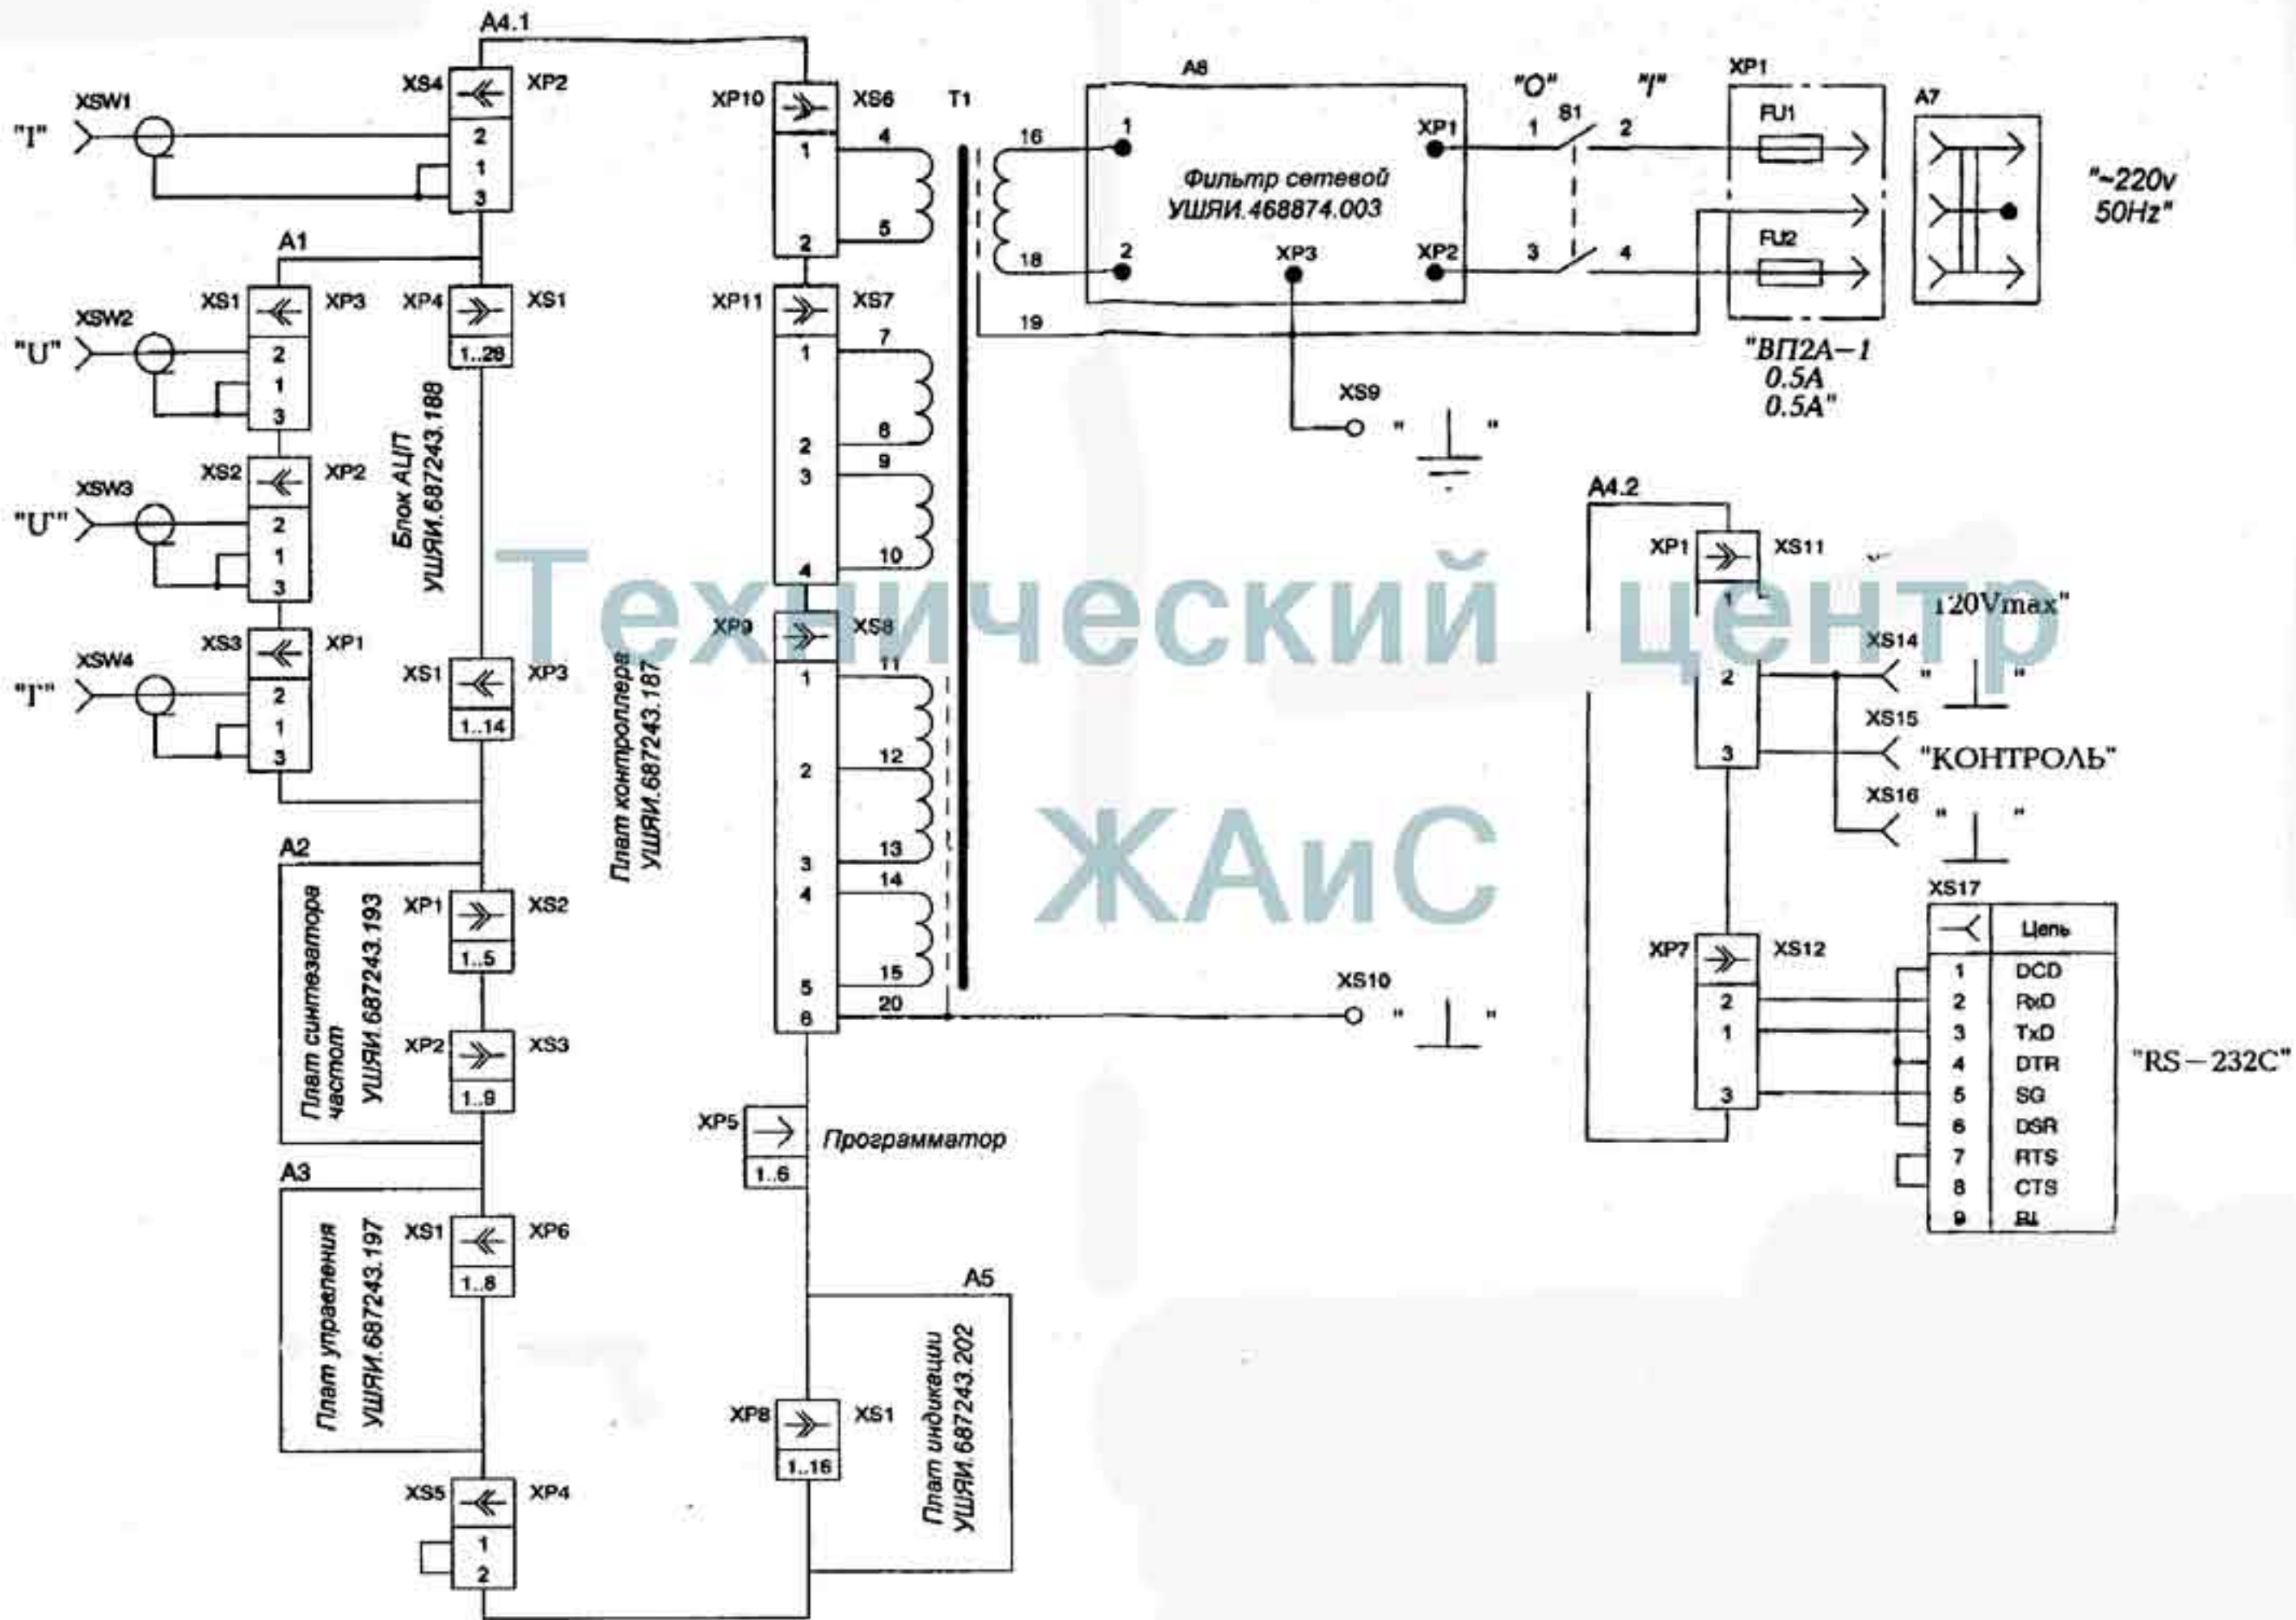 A4.1
XSW1
"I"
XS4
XP2
2
1
3
A1
XS1
XP3
XSW2
"U"
2
1
3
XP4
XS1
1..28
Блок АЦП
УШЯИ.687243.188
XS2
XP2
XSW3
"U'"
2
1
3
XS3
XP1
XSW4
"I'"
2
1
3
XS1
XP3
1..14
A2
Плат синтезатора
частот
УШЯИ.687243.193
XP1
XS2
1..5
XP2
XS3
1..9
A3
Плат управления
УШЯИ.687243.197
XS1
XP6
1..8
XS5
XP4
1
2
Плат контроллера
УШЯИ.687243.187
XP10
XS6
T1
1
4
2
5
XP11
XS7
1
7
2
8
3
9
4
10
XP9
XS8
1
11
2
12
3
13
4
14
5
15
6
20
XP5
Программатор
1..6
A5
XP8
XS1
1..16
Плат индикации
УШЯИ.687243.202
16
18
19
A8
1
2
Фильтр сетевой
УШЯИ.468874.003
XP1
XP2
XP3
"O"
"I"
S1
1
2
3
4
XP1
FU1
FU2
"ВП2А-1
0.5А
0.5А"
A7
"~220v
50Hz"
XS9
" "
XS10
" "
A4.2
XP1
XS11
1
2
3
120Vmax"
XS14
" "
XS15
"КОНТРОЛЬ"
XS16
" "
XP7
XS12
2
1
3
XS17
Цепь
1 DCD
2 RxD
3 TxD
4 DTR
5 SG
6 DSR
7 RTS
8 CTS
9 RI
"RS-232C"
Технический центр
ЖАиС